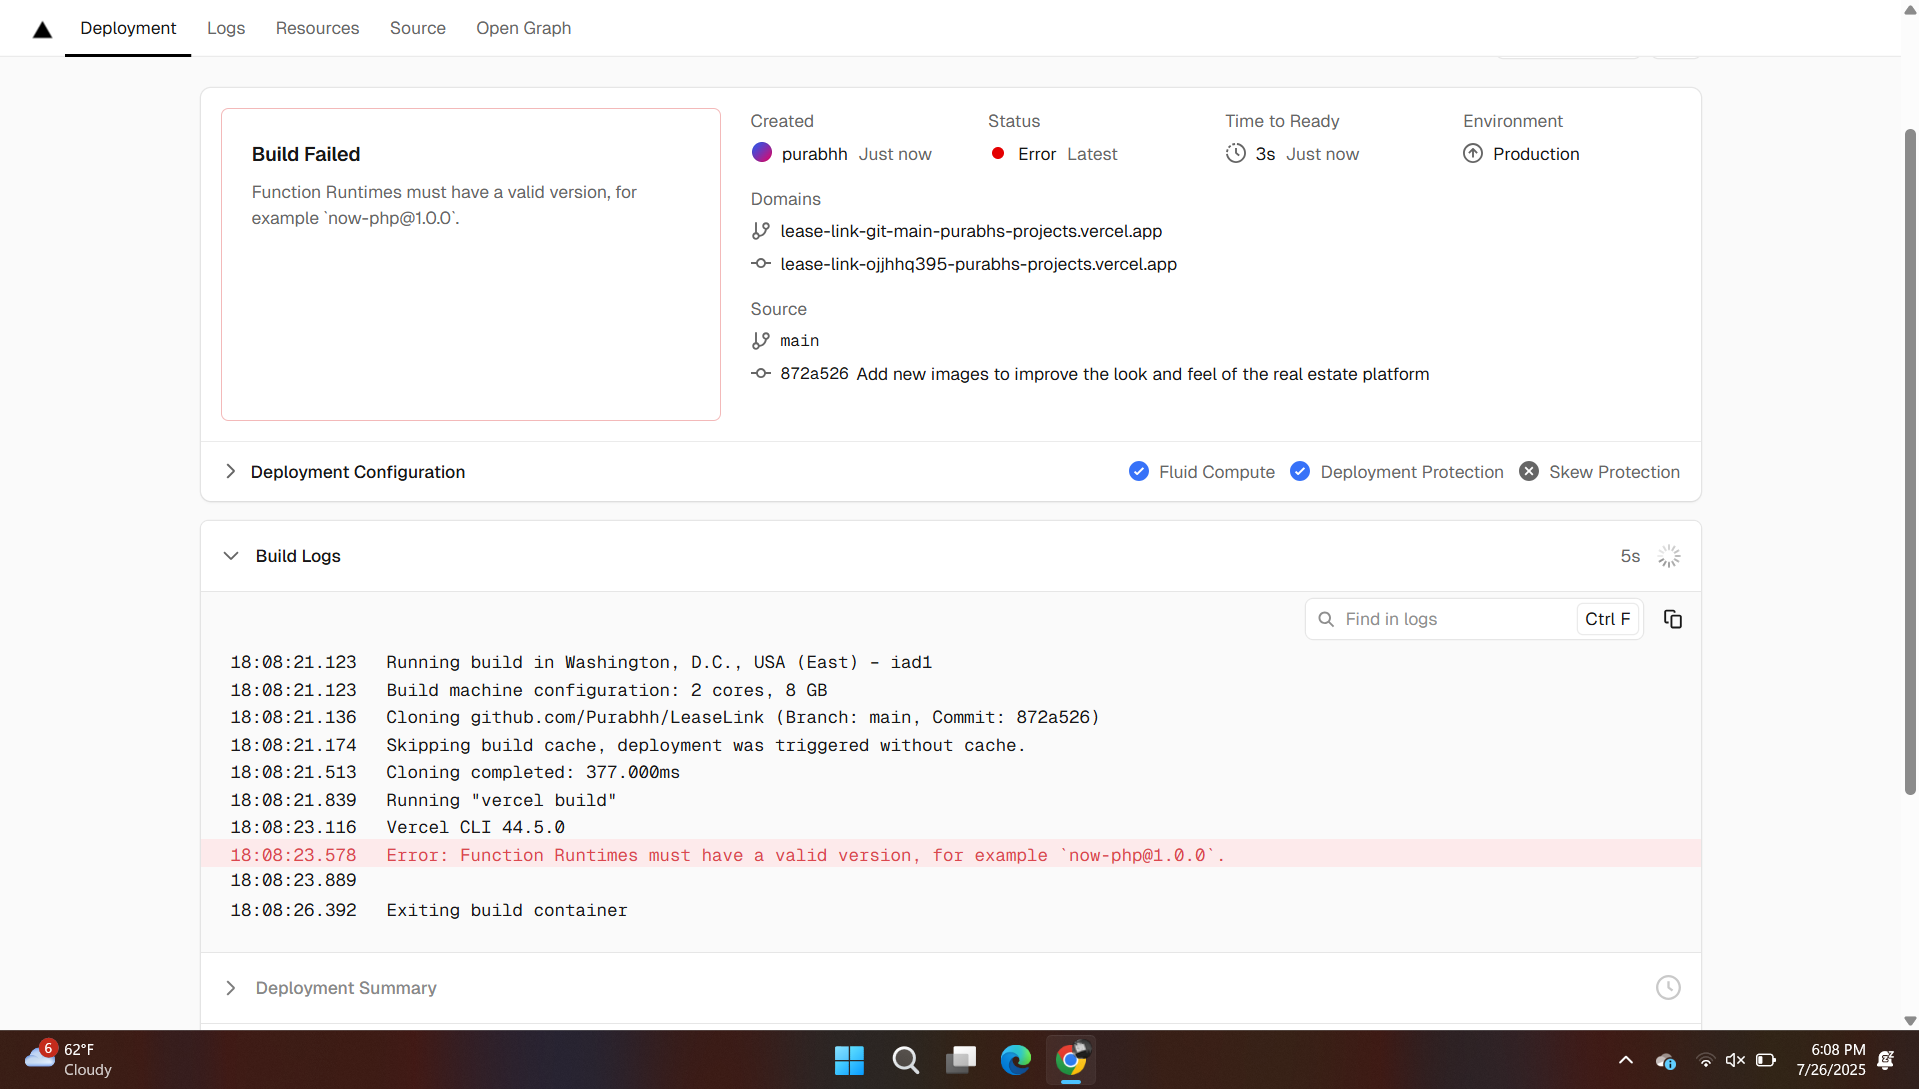 Deployment
Logs
Resources
Source
Open Graph
Build Failed
Function Runtimes must have a valid version, for
example `now-php@1.0.0`.
Created
purabhh Just now
Status
Error Latest
Time to Ready
3s Just now
Environment
Production
Domains
lease-link-git-main-purabhs-projects.vercel.app
lease-link-ojjhhq395-purabhs-projects.vercel.app
Source
main
872a526 Add new images to improve the look and feel of the real estate platform
Deployment Configuration
Fluid Compute
Deployment Protection
Skew Protection
Build Logs
5s
Find in logs
Ctrl F
18:08:21.123 Running build in Washington, D.C., USA (East) – iad1
18:08:21.123 Build machine configuration: 2 cores, 8 GB
18:08:21.136 Cloning github.com/Purabhh/LeaseLink (Branch: main, Commit: 872a526)
18:08:21.174 Skipping build cache, deployment was triggered without cache.
18:08:21.513 Cloning completed: 377.000ms
18:08:21.839 Running "vercel build"
18:08:23.116 Vercel CLI 44.5.0
18:08:23.578 Error: Function Runtimes must have a valid version, for example `now-php@1.0.0`.
18:08:23.889
18:08:26.392 Exiting build container
Deployment Summary
6
62°F
Cloudy
6:08 PM
7/26/2025